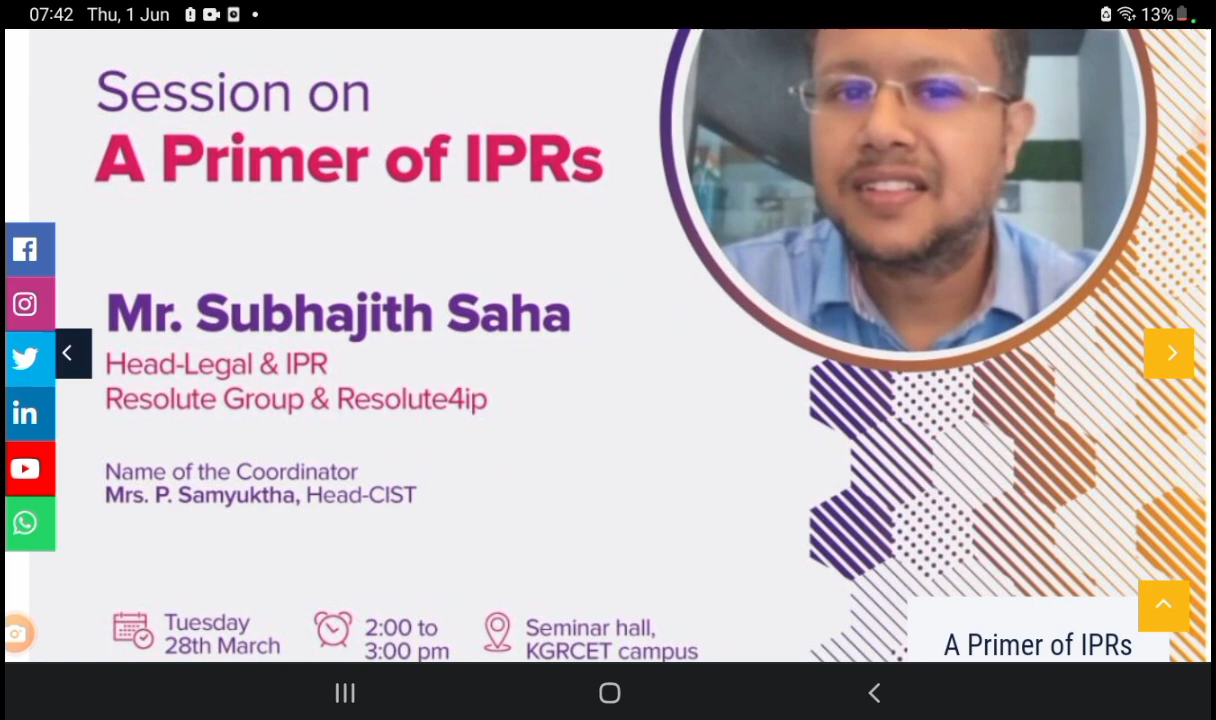 07:42 Thu, 1 Jun
13%
Session on
A Primer of IPRs
Mr. Subhajith Saha
Head-Legal & IPR
Resolute Group & Resolute4ip
Name of the Coordinator
Mrs. P. Samyuktha, Head-CIST
Tuesday
28th March
2:00 to
3:00 pm
Seminar hall,
KGRCET campus
A Primer of IPRs